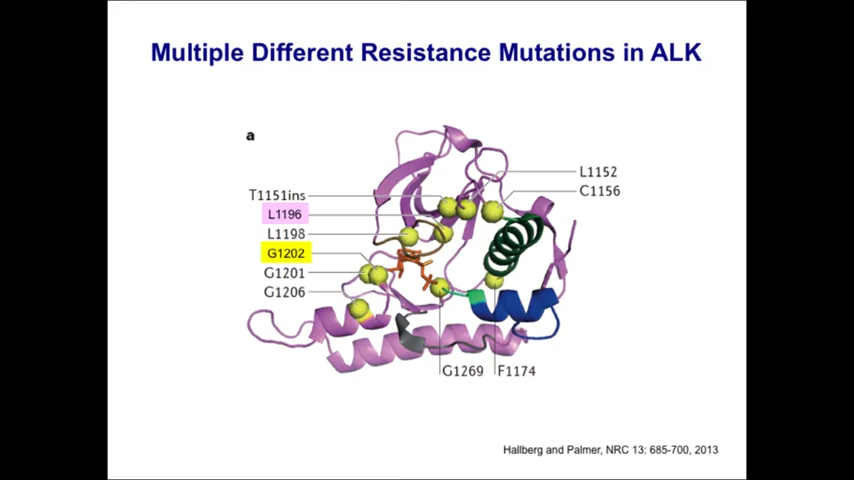 Multiple Different Resistance Mutations in ALK
a
L1152
C1156
T1151ins
L1196
L1198
G1202
G1201
G1206
G1269
F1174
Hallberg and Palmer, NRC 13: 685-700, 2013